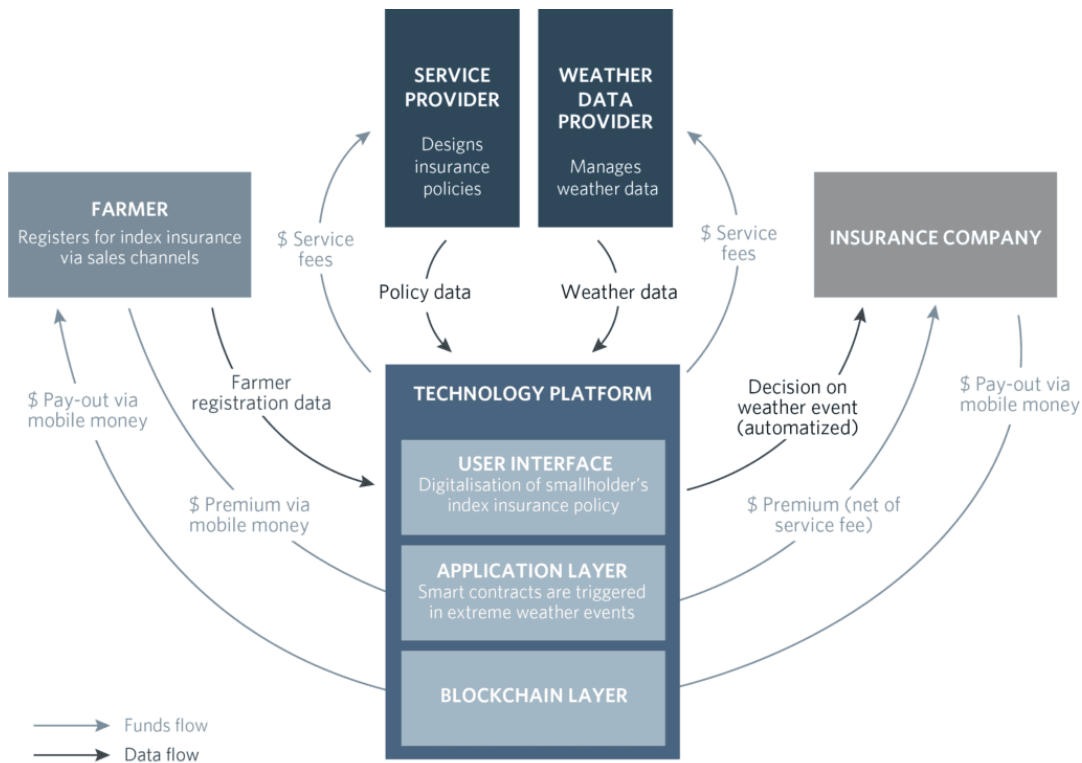 SERVICE
PROVIDER
Designs
insurance
policies
WEATHER
DATA
PROVIDER
Manages
weather data
FARMER
Registers for index insurance
via sales channels
$ Service
fees
$ Service
fees
INSURANCE COMPANY
Policy data
Weather data
Farmer
registration data
$ Pay-out via
mobile money
$ Premium via
mobile money
TECHNOLOGY PLATFORM
USER INTERFACE
Digitalisation of smallholder's
index insurance policy
APPLICATION LAYER
Smart contracts are triggered
in extreme weather events
BLOCKCHAIN LAYER
Decision on
weather event
(automatized)
$ Pay-out via
mobile money
$ Premium (net of
service fee)
Funds flow
Data flow